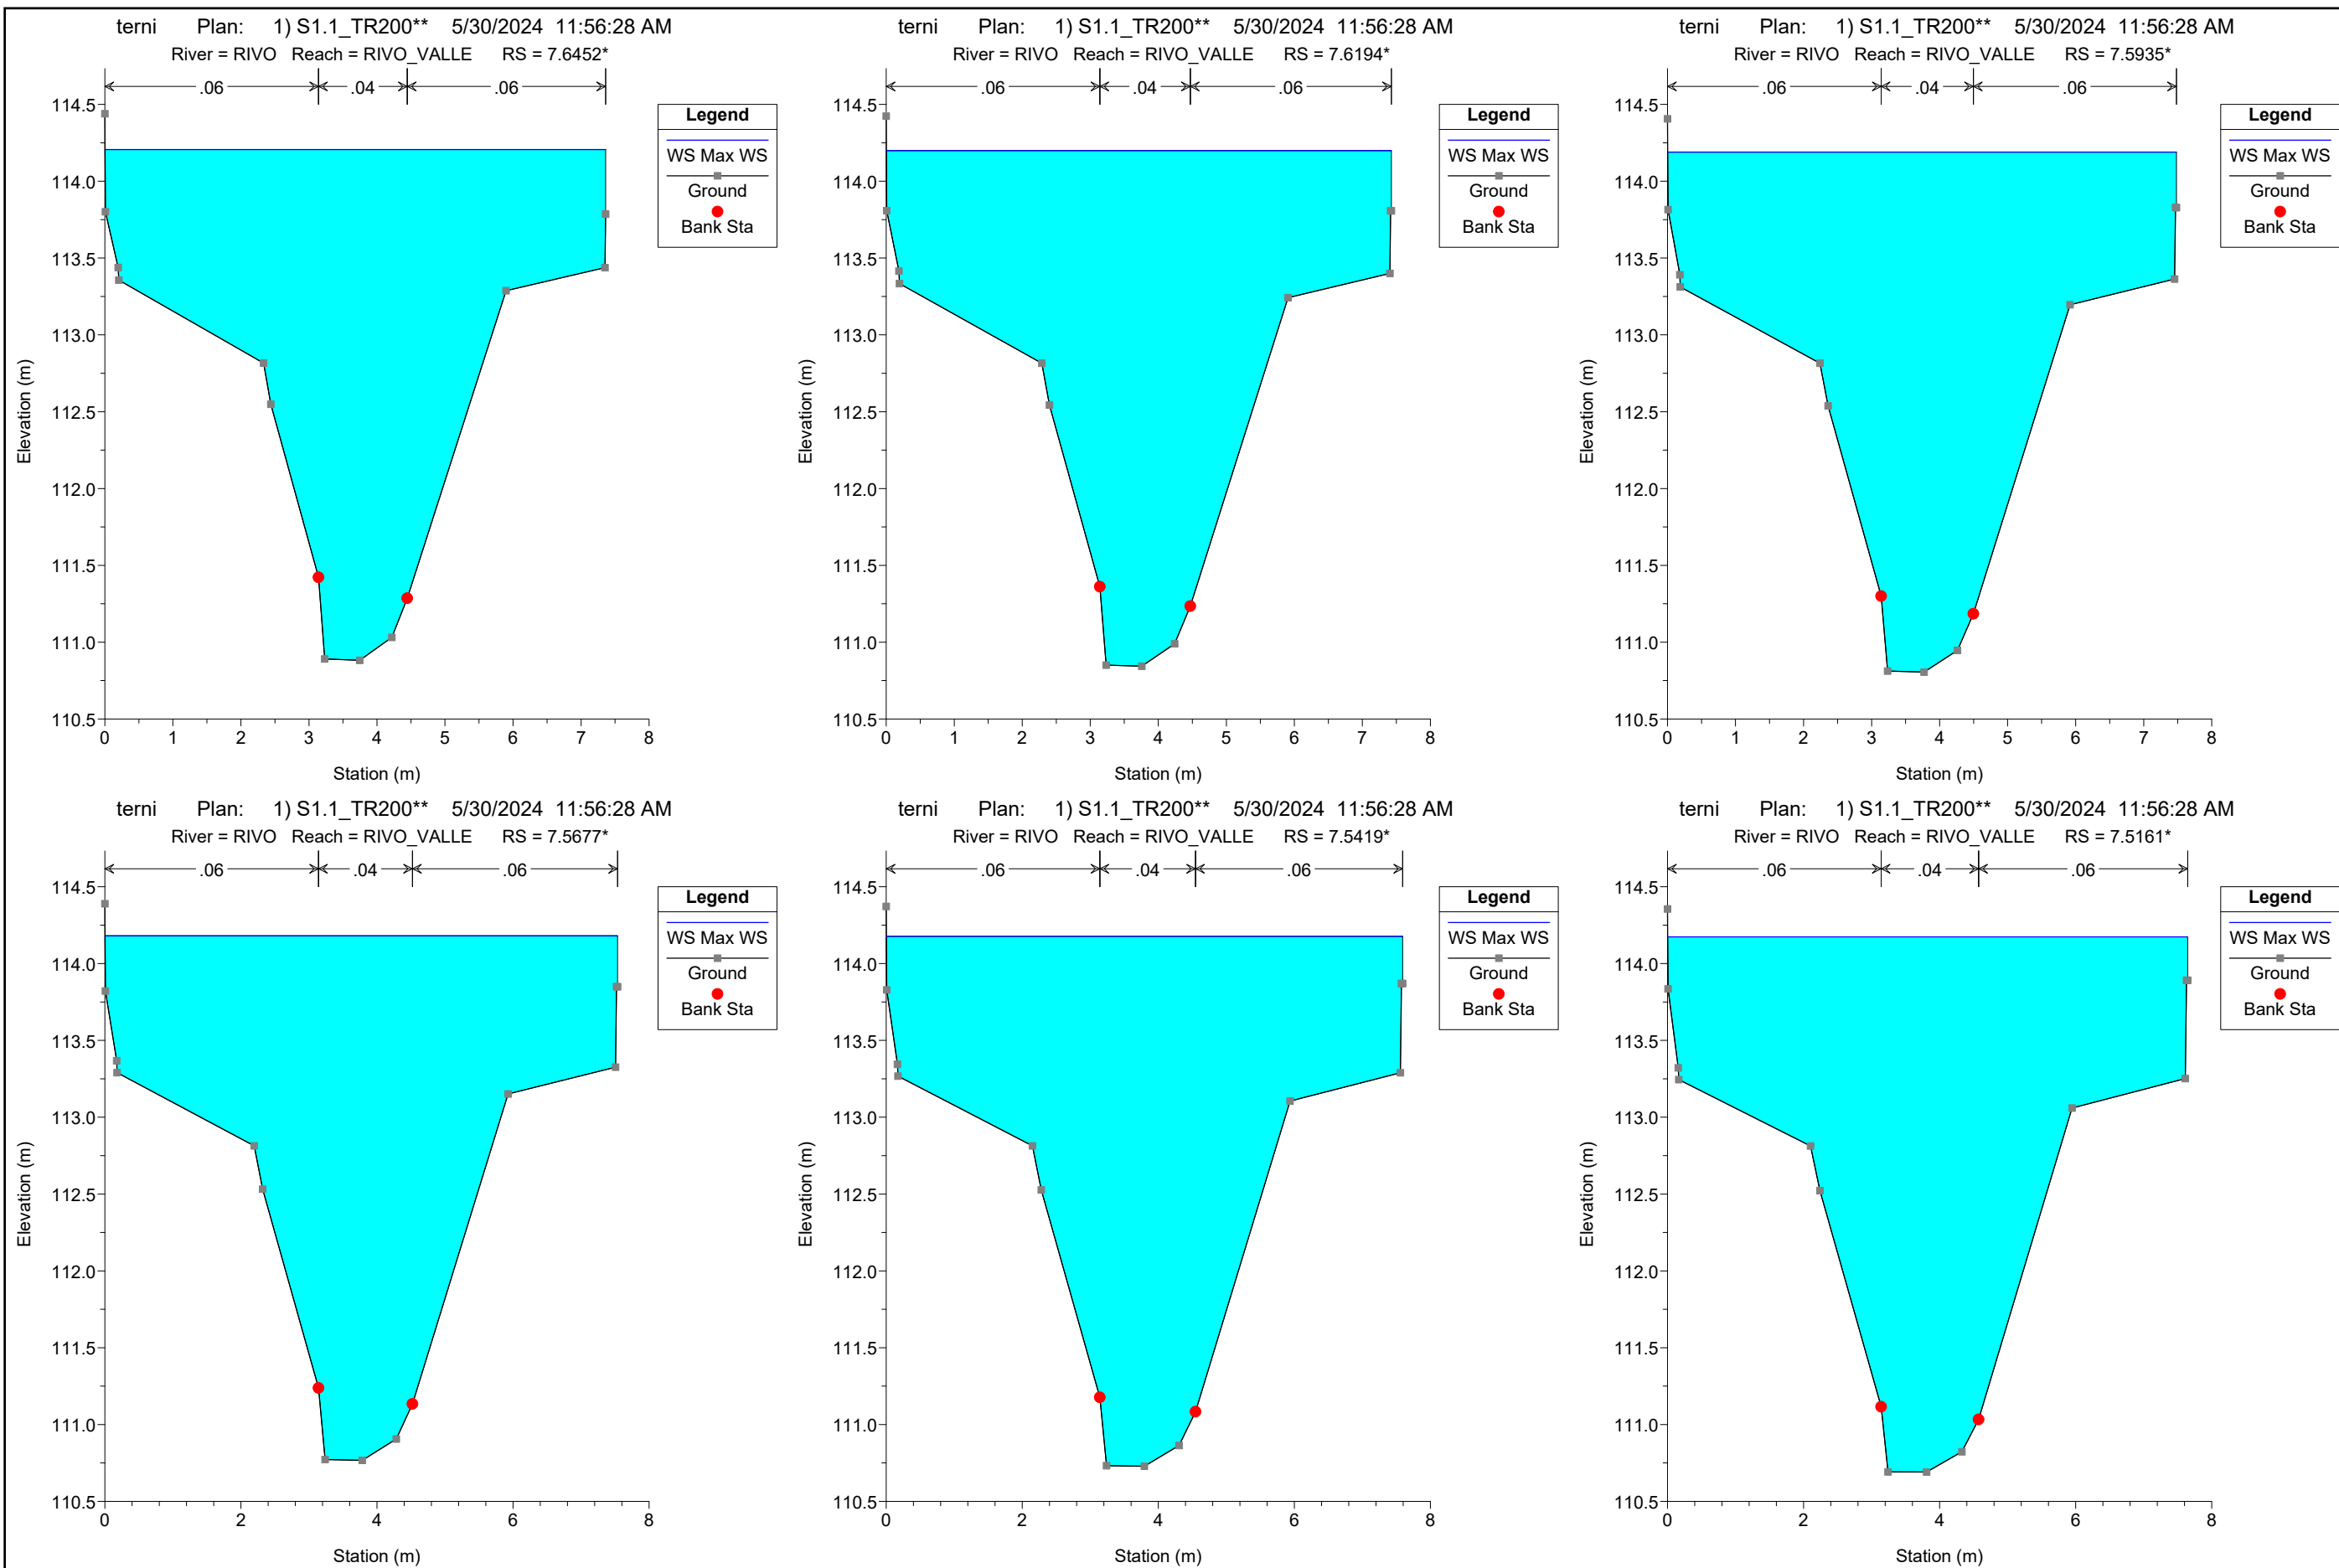 terni Plan: 1) S1.1_TR200** 5/30/2024 11:56:28 AM
River = RIVO Reach = RIVO_VALLE RS = 7.6452*
.06 .04 .06
Legend
WS Max WS
Ground
Bank Sta
114.5
114.0
113.5
113.0
112.5
112.0
111.5
111.0
110.5
Elevation (m)
0 1 2 3 4 5 6 7 8
Station (m)
terni Plan: 1) S1.1_TR200** 5/30/2024 11:56:28 AM
River = RIVO Reach = RIVO_VALLE RS = 7.6194*
.06 .04 .06
Legend
WS Max WS
Ground
Bank Sta
114.5
114.0
113.5
113.0
112.5
112.0
111.5
111.0
110.5
Elevation (m)
0 1 2 3 4 5 6 7 8
Station (m)
terni Plan: 1) S1.1_TR200** 5/30/2024 11:56:28 AM
River = RIVO Reach = RIVO_VALLE RS = 7.5935*
.06 .04 .06
Legend
WS Max WS
Ground
Bank Sta
114.5
114.0
113.5
113.0
112.5
112.0
111.5
111.0
110.5
Elevation (m)
0 1 2 3 4 5 6 7 8
Station (m)
terni Plan: 1) S1.1_TR200** 5/30/2024 11:56:28 AM
River = RIVO Reach = RIVO_VALLE RS = 7.5677*
.06 .04 .06
Legend
WS Max WS
Ground
Bank Sta
114.5
114.0
113.5
113.0
112.5
112.0
111.5
111.0
110.5
Elevation (m)
0 2 4 6 8
Station (m)
terni Plan: 1) S1.1_TR200** 5/30/2024 11:56:28 AM
River = RIVO Reach = RIVO_VALLE RS = 7.5419*
.06 .04 .06
Legend
WS Max WS
Ground
Bank Sta
114.5
114.0
113.5
113.0
112.5
112.0
111.5
111.0
110.5
Elevation (m)
0 2 4 6 8
Station (m)
terni Plan: 1) S1.1_TR200** 5/30/2024 11:56:28 AM
River = RIVO Reach = RIVO_VALLE RS = 7.5161*
.06 .04 .06
Legend
WS Max WS
Ground
Bank Sta
114.5
114.0
113.5
113.0
112.5
112.0
111.5
111.0
110.5
Elevation (m)
0 2 4 6 8
Station (m)